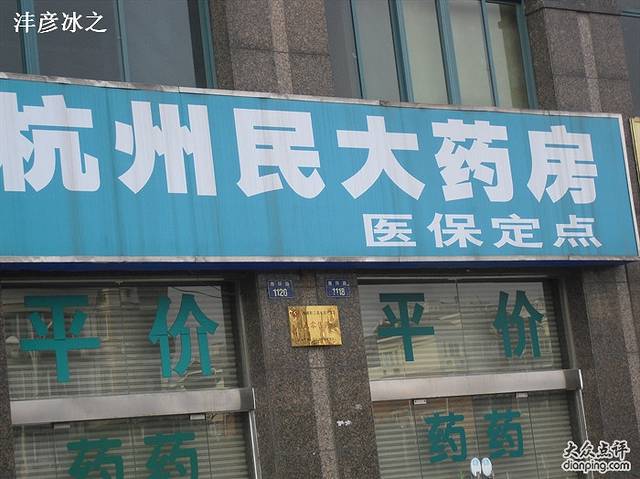 沣彦冰之
杭州民大药房
医保定点
1120
1118
平价
平价
药药
药药
大众点评
dianping.com